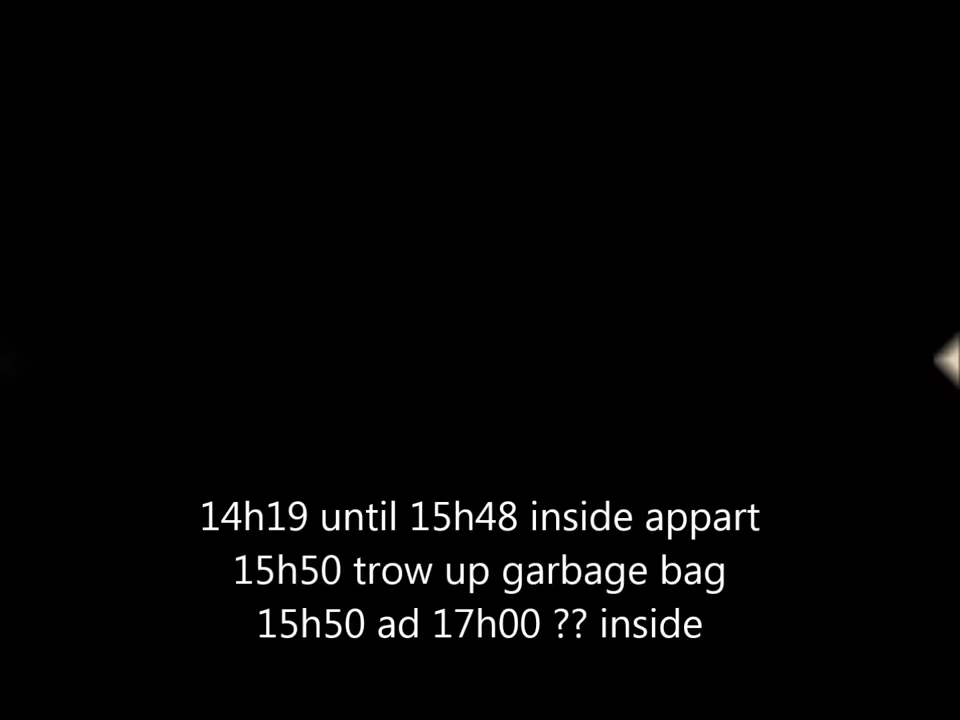 14h19 until 15h48 inside appart
15h50 trow up garbage bag
15h50 ad 17h00 ?? inside